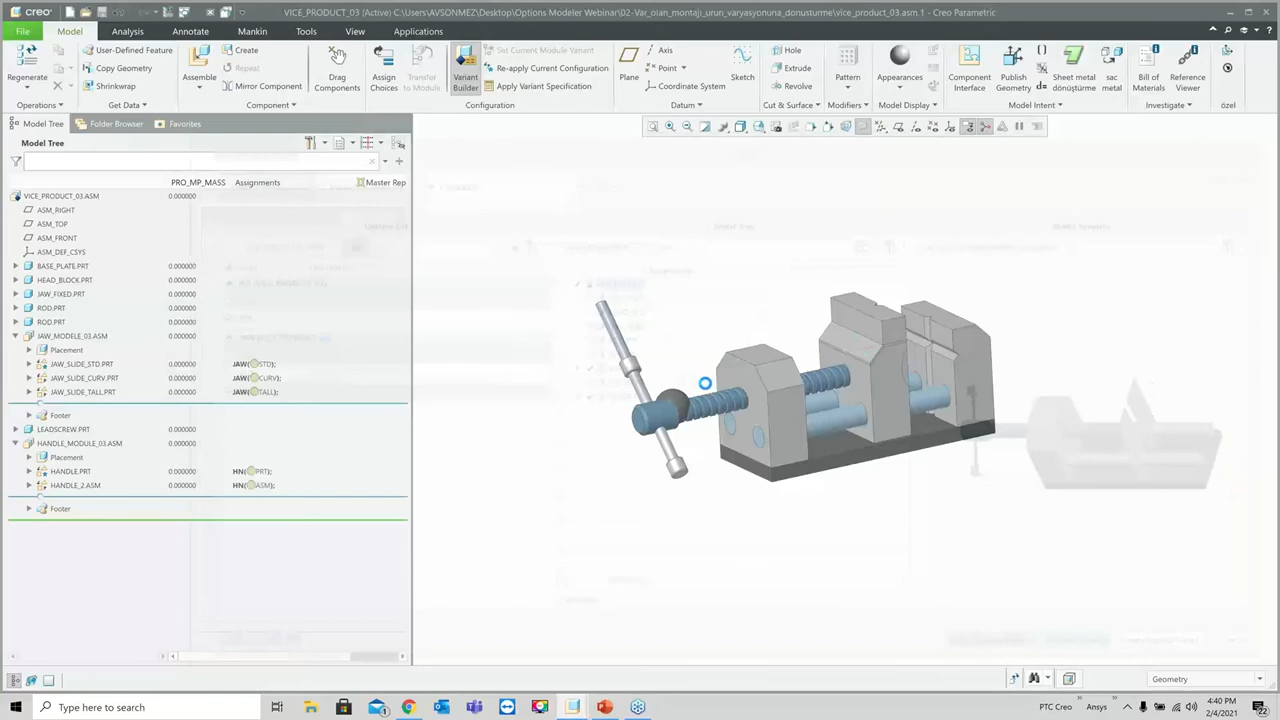 creo
VICE_PRODUCT_03 (Active) C:\Users\AVSONMEZ\Desktop\Options Modeler Webinar\02-Var_olan_montaji_urun_varyasyonuna_donusturme\vice_product_03.asm.1 - Creo Parametric
File Model Analysis Annotate Mankin Tools View Applications
Regenerate
Operations
User-Defined Feature
Copy Geometry
Shrinkwrap
Get Data
Assemble
Create
Repeat
Mirror Component
Drag Components
Component
Assign Choices
Transfer to Module
Variant Builder
Set Current Module Variant
Re-apply Current Configuration
Apply Variant Specification
Configuration
Plane
Axis
Point
Coordinate System
Sketch
Datum
Hole
Extrude
Revolve
Cut & Surface
Pattern
Modifiers
Appearances
Model Display
Component Interface
Publish Geometry
Sheet metal dönüştürme
sac metal
Model Intent
Bill of Materials
Reference Viewer
Investigate
özel
Model Tree Folder Browser Favorites
Model Tree
PRO_MP_MASS Assignments Master Rep
VICE_PRODUCT_03.ASM 0.000000
ASM_RIGHT
ASM_TOP
ASM_FRONT
ASM_DEF_CSYS
BASE_PLATE.PRT 0.000000
HEAD_BLOCK.PRT 0.000000
JAW_FIXED.PRT 0.000000
ROD.PRT 0.000000
ROD.PRT 0.000000
JAW_MODELE_03.ASM 0.000000
Placement
JAW_SLIDE_STD.PRT 0.000000 JAW(STD);
JAW_SLIDE_CURV.PRT 0.000000 JAW(CURV);
JAW_SLIDE_TALL.PRT 0.000000 JAW(TALL);
Footer
LEADSCREW.PRT 0.000000
HANDLE_MODULE_03.ASM 0.000000
Placement
HANDLE.PRT 0.000000 HN(PRT);
HANDLE_2.ASM 0.000000 HN(ASM);
Footer
Geometry
Type here to search
PTC Creo Ansys
4:40 PM
2/4/2021
22